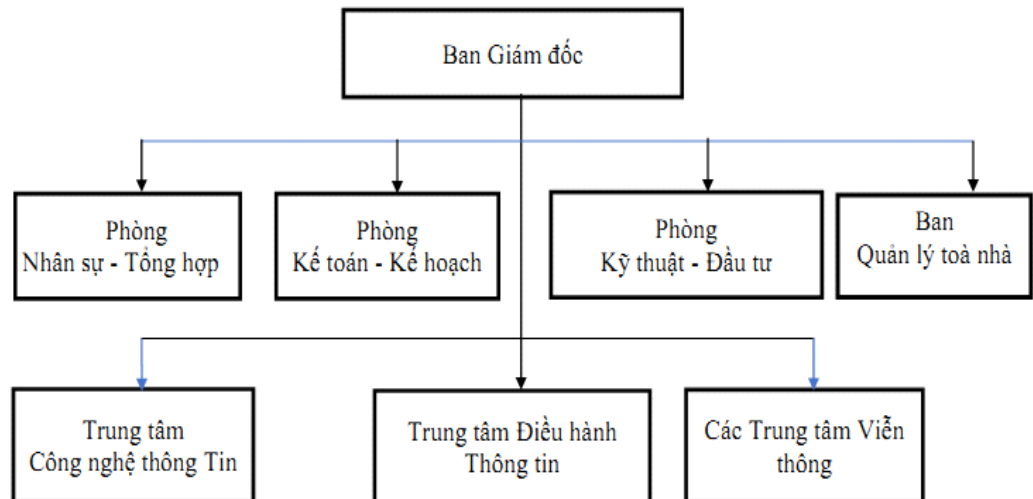 Ban Giám đốc
Phòng
Nhân sự - Tổng hợp
Phòng
Kế toán - Kế hoạch
Phòng
Kỹ thuật - Đầu tư
Ban
Quản lý toà nhà
Trung tâm
Công nghệ thông Tin
Trung tâm Điều hành
Thông tin
Các Trung tâm Viễn
thông